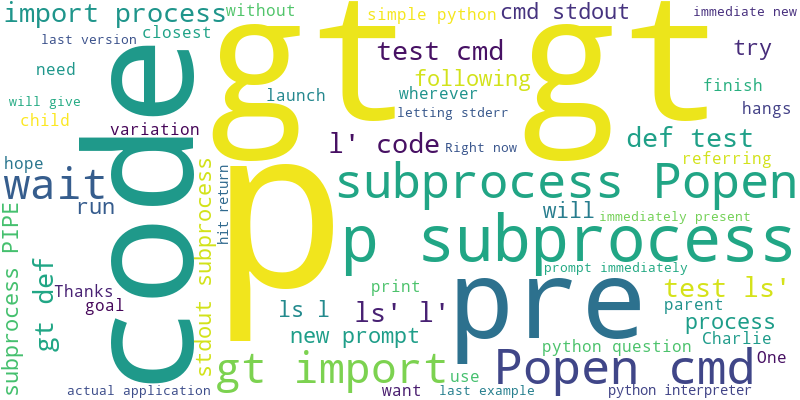 import process
without
simple python
cmd stdout
immediate new
last version
closest
gt gt
test cmd
try
need
following
launch
wherever
finish
will give
letting stderr
hangs
child
variation
code
l' code
Right now
def test
referring
hope
wait
p
subprocess Popen
run
hit return
will
immediately present
subprocess PIPE
stdout subprocess
p subprocess
gt def
prompt immediately
Thanks
goal
print
pre
test ls'
ls l
ls' l'
parent
new prompt
process
Charlie
python question
gt import
Popen cmd
One
actual application
want
use
last example
python interpreter